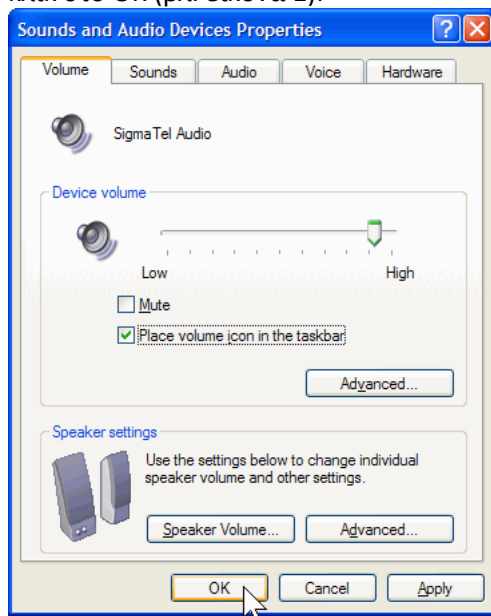 Sounds and Audio Devices Properties
Volume Sounds Audio Voice Hardware
SigmaTel Audio
Device volume
Low High
Mute
Place volume icon in the taskbar
Advanced...
Speaker settings
Use the settings below to change individual
speaker volume and other settings.
Speaker Volume... Advanced...
OK Cancel Apply